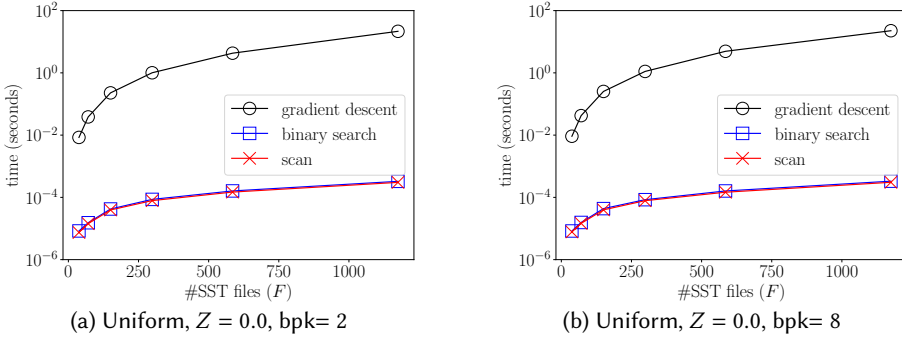 10^2
10^0
10^−2
10^−4
10^−6
time (seconds)
gradient descent
binary search
scan
0 250 500 750 1000
#SST files (F)
(a) Uniform, Z = 0.0, bpk= 2
10^2
10^0
10^−2
10^−4
10^−6
time (seconds)
gradient descent
binary search
scan
0 250 500 750 1000
#SST files (F)
(b) Uniform, Z = 0.0, bpk= 8